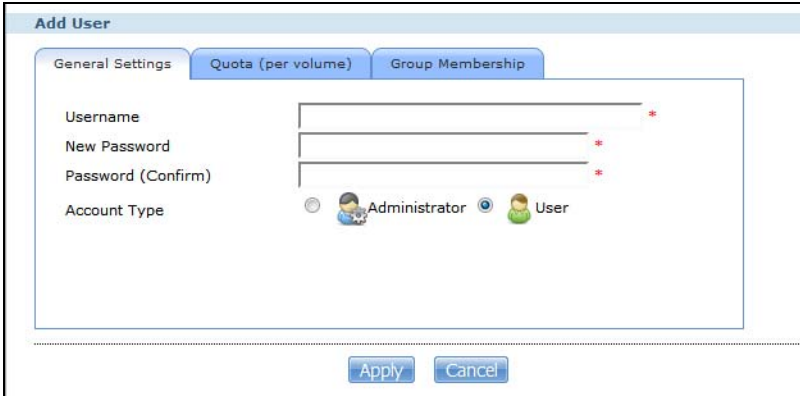 Add User
General Settings Quota (per volume) Group Membership
Username *
New Password *
Password (Confirm) *
Account Type Administrator User
Apply Cancel